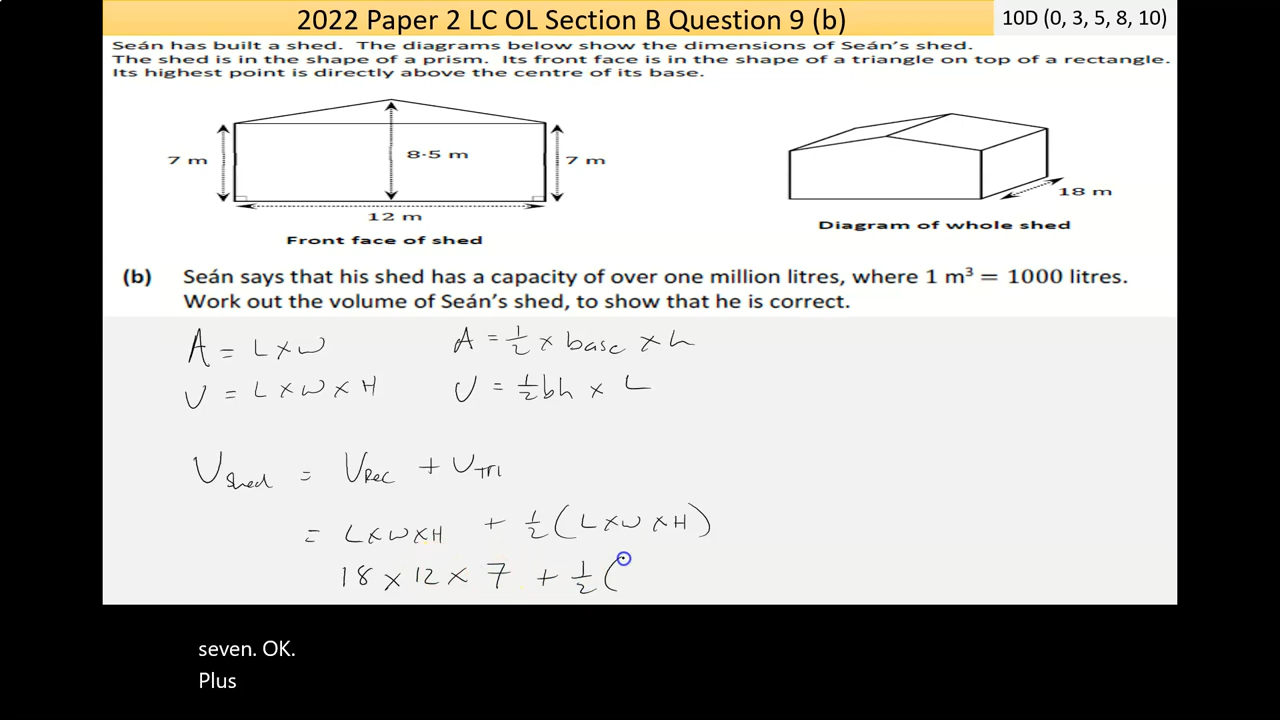 2022 Paper 2 LC OL Section B Question 9 (b)
10D (0, 3, 5, 8, 10)
Seán has built a shed. The diagrams below show the dimensions of Seán's shed.
The shed is in the shape of a prism. Its front face is in the shape of a triangle on top of a rectangle.
Its highest point is directly above the centre of its base.
7 m
8·5 m
7 m
12 m
Front face of shed
18 m
Diagram of whole shed
(b) Seán says that his shed has a capacity of over one million litres, where 1 m³ = 1000 litres.
Work out the volume of Seán's shed, to show that he is correct.
A = L × W
A = ½ × base × h
V = L × W × H
V = ½bh × L
V Shed = V Rec + V Tri
= L × W × H + ½ (L × W × H)
18 × 12 × 7 + ½ (
seven. OK.
Plus